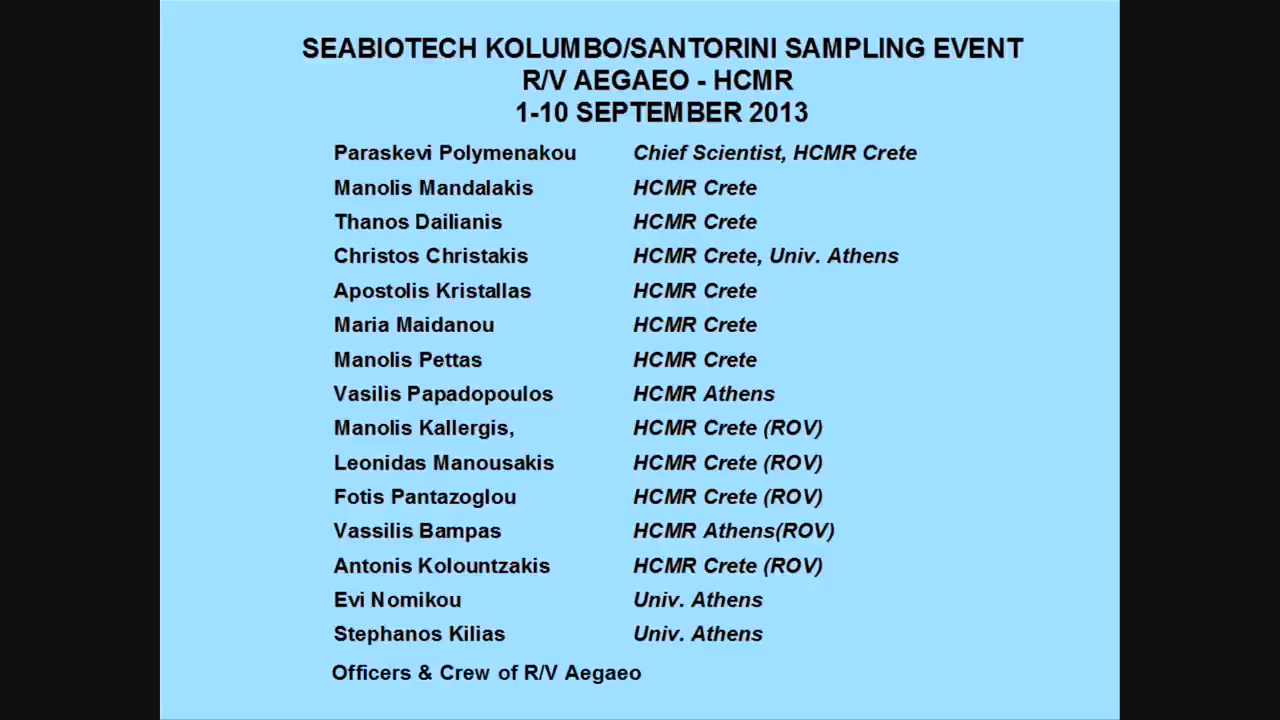 SEABIOTECH KOLUMBO/SANTORINI SAMPLING EVENT
R/V AEGAEO - HCMR
1-10 SEPTEMBER 2013
Paraskevi Polymenakou Chief Scientist, HCMR Crete
Manolis Mandalakis HCMR Crete
Thanos Dailianis HCMR Crete
Christos Christakis HCMR Crete, Univ. Athens
Apostolis Kristallas HCMR Crete
Maria Maidanou HCMR Crete
Manolis Pettas HCMR Crete
Vasilis Papadopoulos HCMR Athens
Manolis Kallergis, HCMR Crete (ROV)
Leonidas Manousakis HCMR Crete (ROV)
Fotis Pantazoglou HCMR Crete (ROV)
Vassilis Bampas HCMR Athens(ROV)
Antonis Kolountzakis HCMR Crete (ROV)
Evi Nomikou Univ. Athens
Stephanos Kilias Univ. Athens
Officers & Crew of R/V Aegaeo